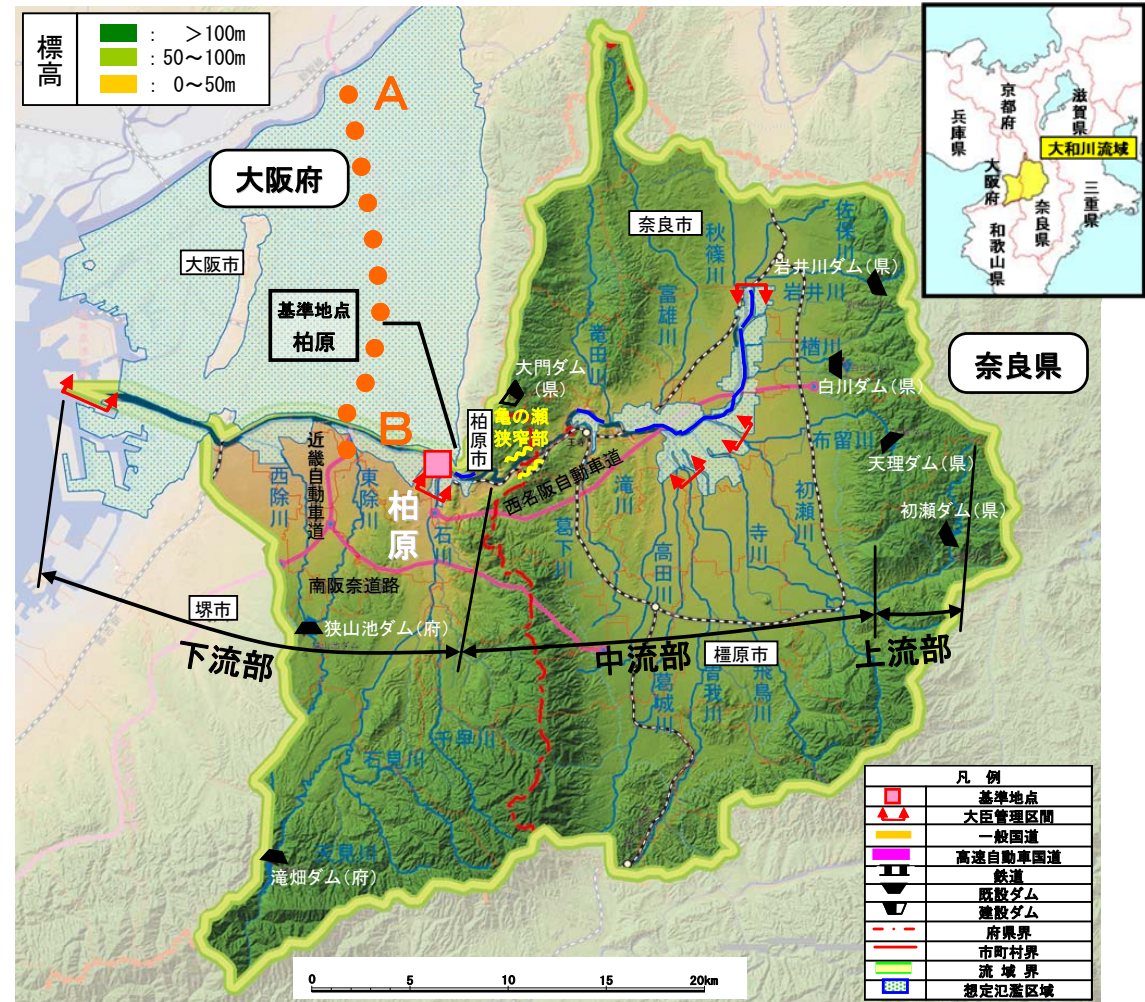 標高
: >100m
: 50～100m
: 0～50m
A
大阪府
大阪市
基準地点
柏原
B
近畿自動車道
西除川
東除川
柏原
石川
柏原市
大門ダム
(県)
亀の瀬
狭窄部
王寺
西名阪自動車道
南阪奈道路
堺市
狭山池ダム(府)
下流部
中流部
上流部
千早川
石見川
天見川
滝畑ダム(府)
奈良市
秋篠川
佐保川
岩井川ダム(県)
岩井川
富雄川
竜田川
楢川
白川ダム(県)
布留川
天理ダム(県)
初瀬川
初瀬ダム(県)
寺川
滝川
葛下川
高田川
橿原市
葛城川
曽我川
飛鳥川
奈良県
兵庫県
京都府
滋賀県
大和川流域
大阪府
奈良県
三重県
和歌山県
凡 例
基準地点
大臣管理区間
一般国道
高速自動車国道
鉄道
既設ダム
建設ダム
府県界
市町村界
流 域 界
想定氾濫区域
0 5 10 20km